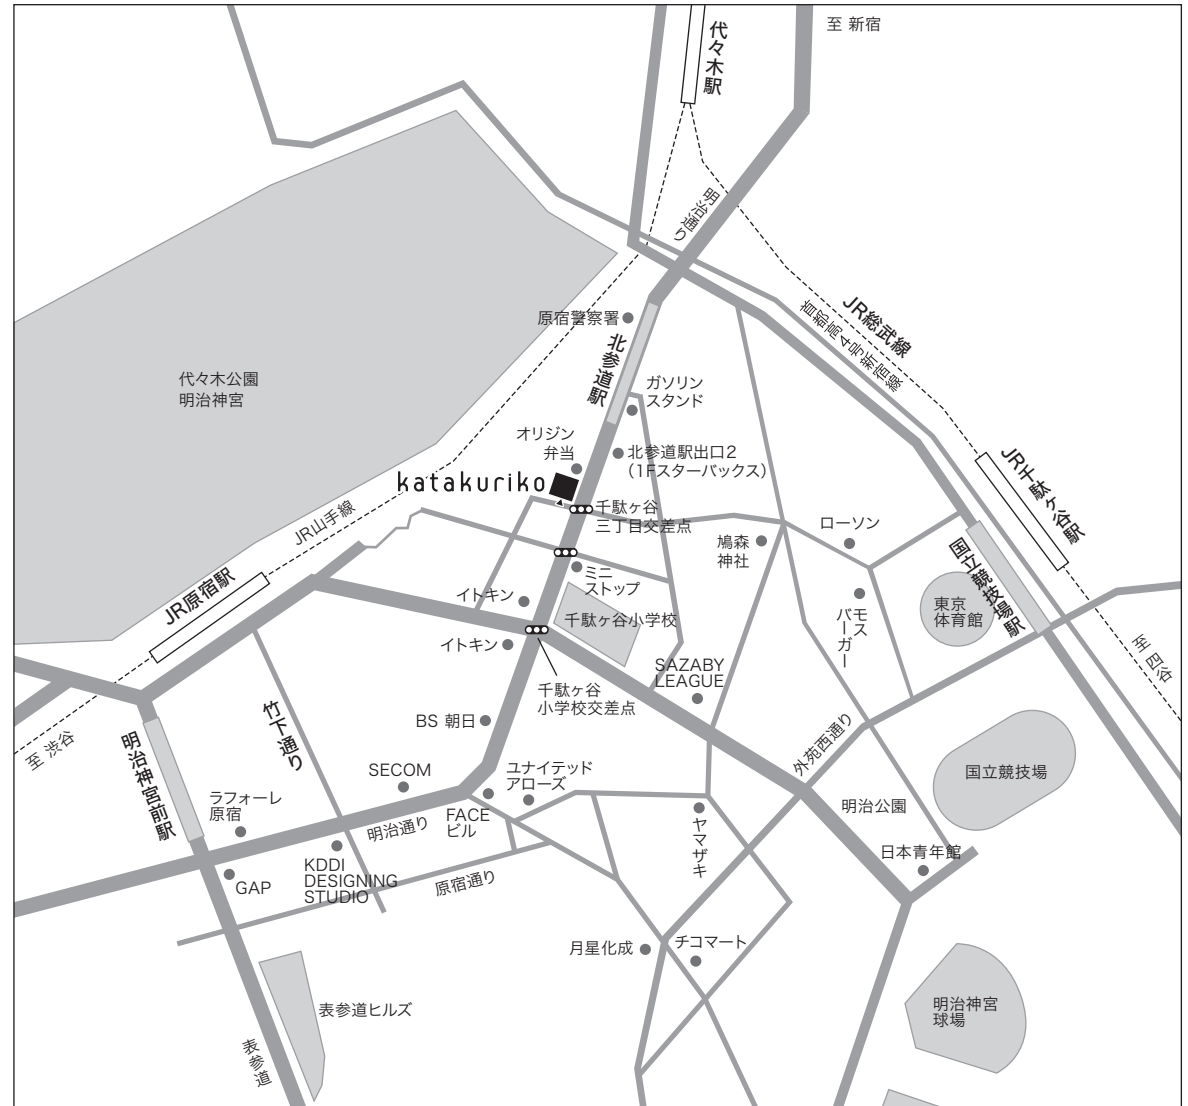 至 新宿
代々木駅
明治通り
JR総武線
首都高4号新宿線
原宿警察署
北参道駅
ガソリン
スタンド
代々木公園
明治神宮
オリジン
弁当
北参道駅出口2
（1Fスターバックス）
katakuriko
JR千駄ヶ谷駅
千駄ヶ谷
三丁目交差点
JR山手線
ローソン
鳩森
神社
国立競技場駅
JR原宿駅
ミニ
ストップ
イトキン
千駄ヶ谷小学校
モス
バーガー
東京
体育館
イトキン
至 四谷
SAZABY
LEAGUE
千駄ヶ谷
小学校交差点
竹下通り
BS 朝日
至 渋谷
明治神宮前駅
外苑西通り
SECOM
ユナイテッド
アローズ
国立競技場
ラフォーレ
原宿
明治通り
FACE
ビル
ヤマザキ
明治公園
日本青年館
KDDI
DESIGNING
STUDIO
GAP
原宿通り
月星化成
チコマート
表参道ヒルズ
明治神宮
球場
表参道